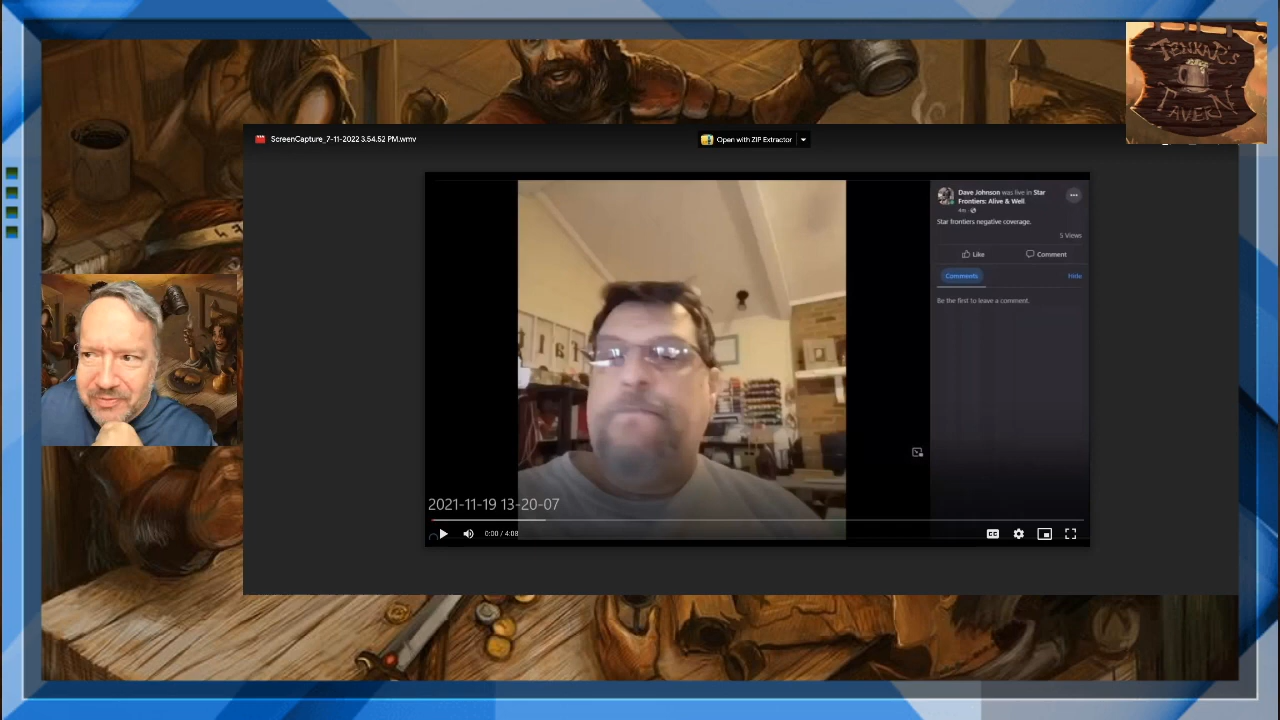 TENKAR'S
TAVERN
ScreenCapture_7-11-2022 3.54.52 PM.wmv
Open with ZIP Extractor
Dave Johnson was live in Star
Frontiers: Alive & Well
4m
Star frontiers negative coverage.
5 Views
Like
Comment
Comments
Hide
Be the first to leave a comment.
2021-11-19 13-20-07
0:00 / 4:08
CC